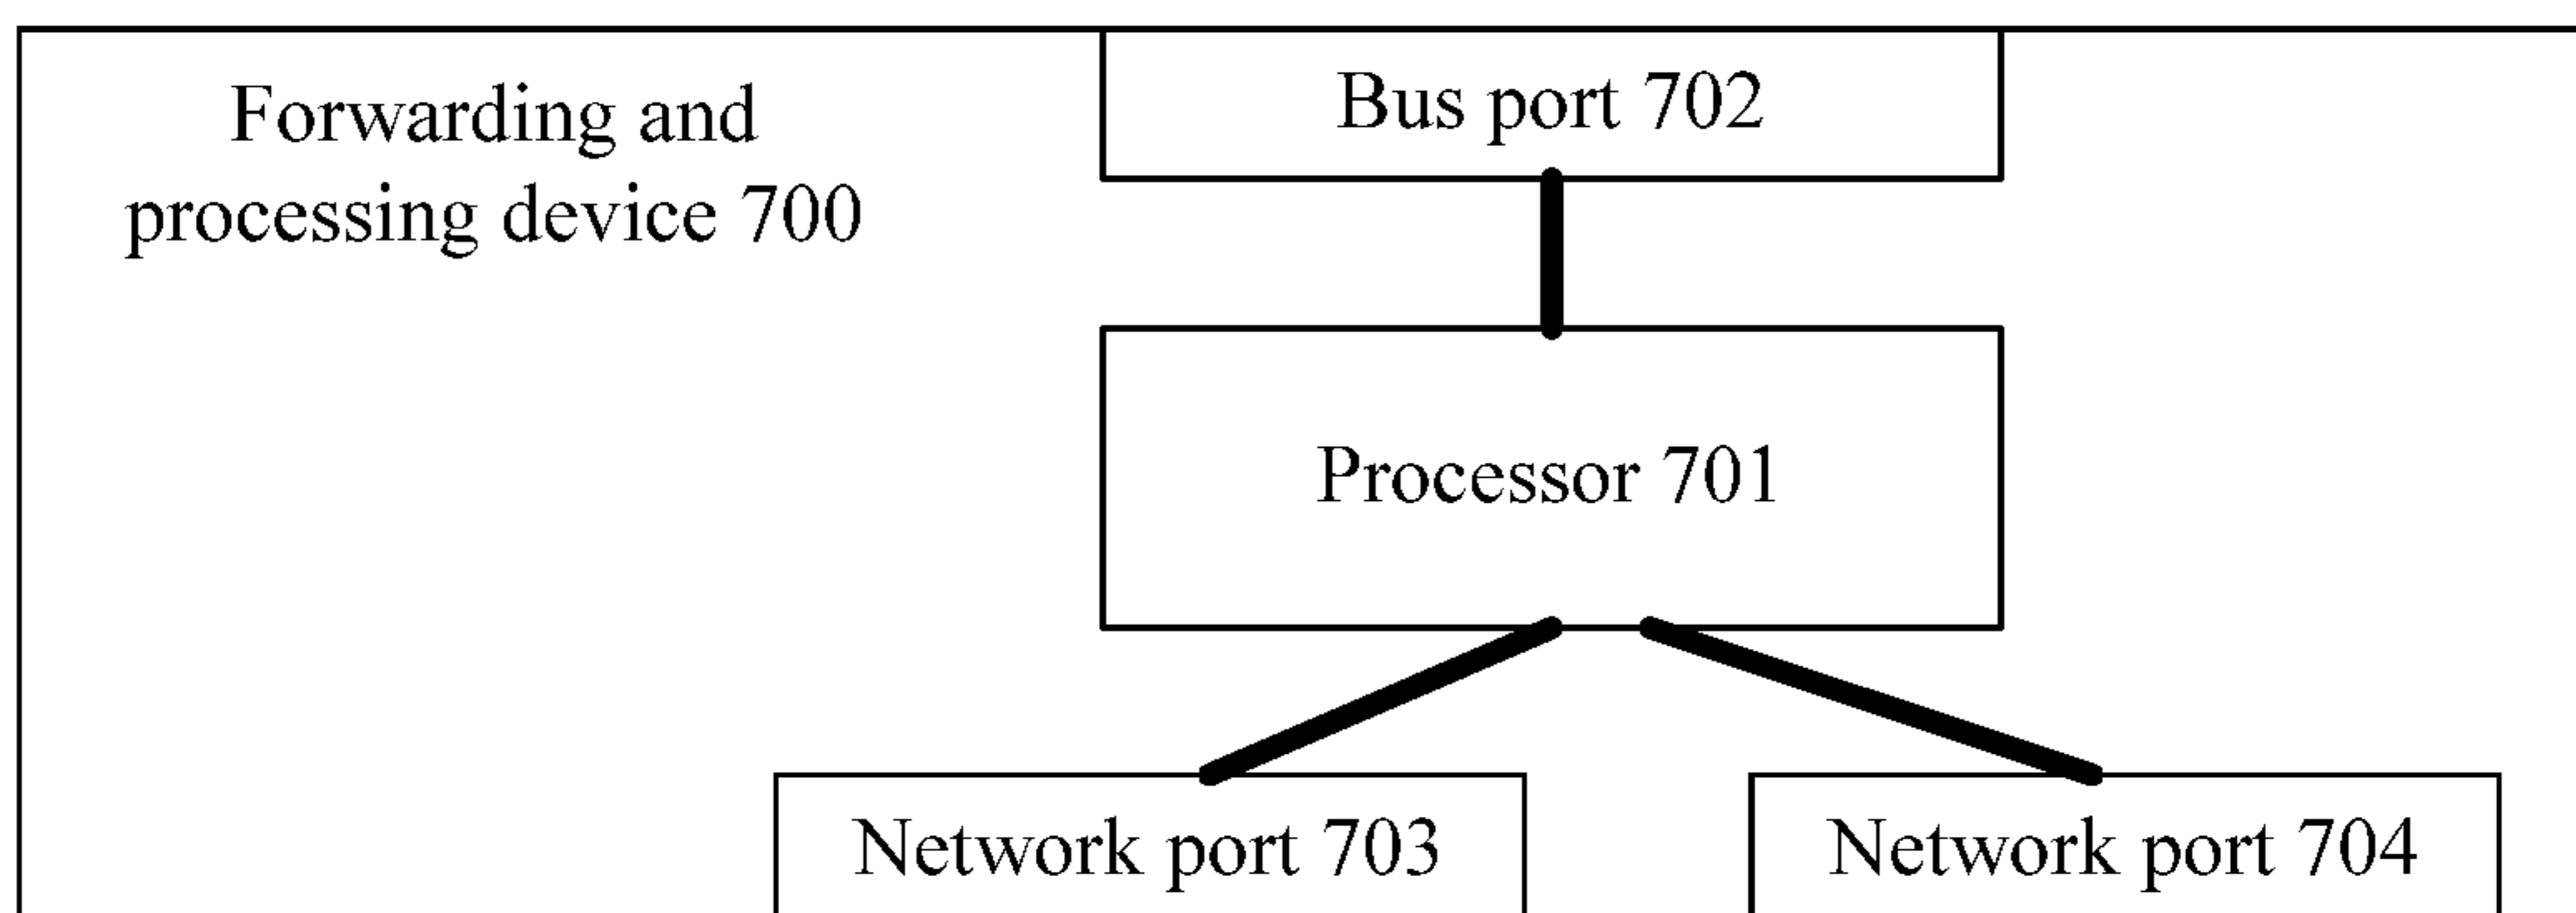 Forwarding and
processing device 700
Bus port 702
Processor 701
Network port 703
Network port 704